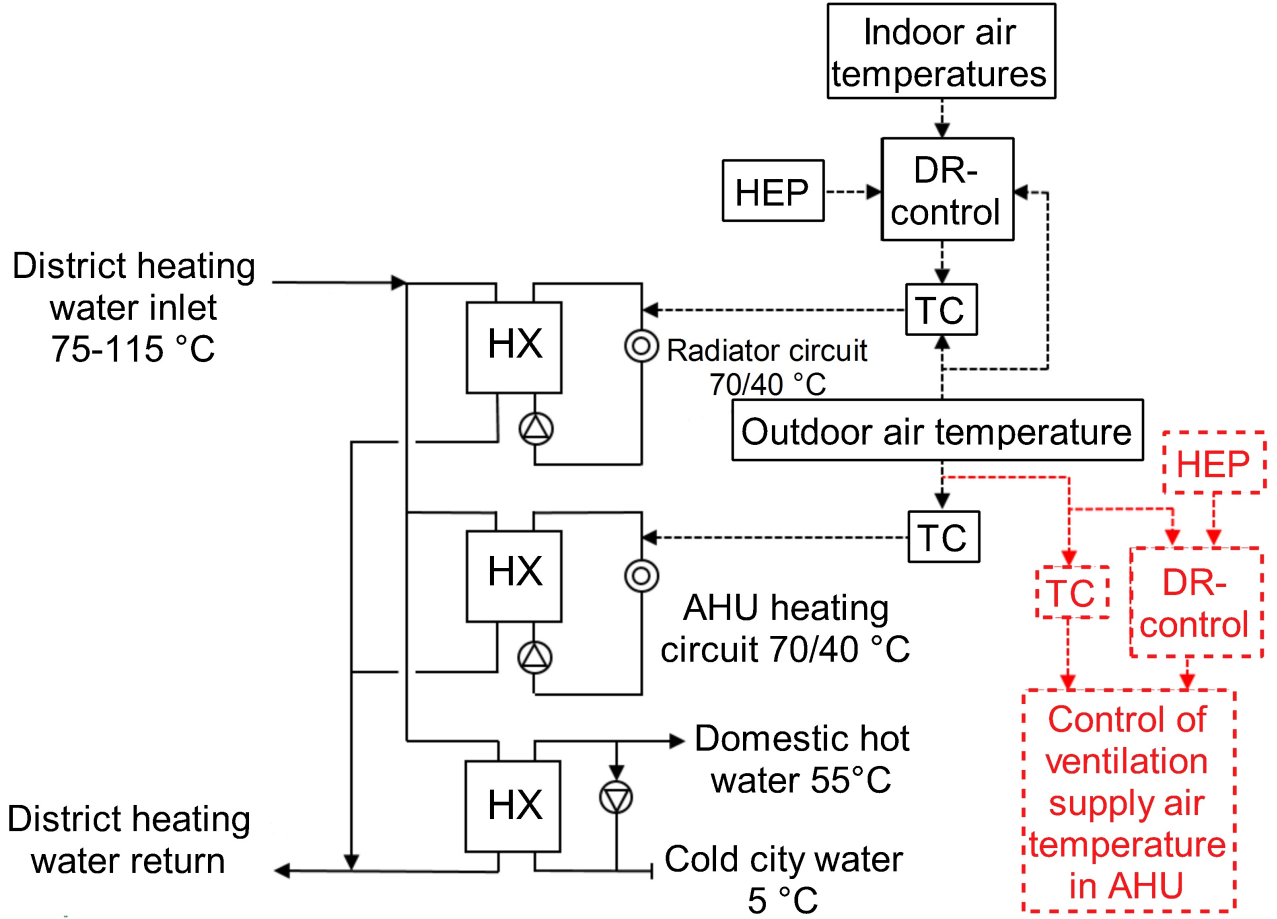 Indoor air
temperatures
HEP
DR-
control
District heating
water inlet
75-115 °C
HX
TC
Radiator circuit
70/40 °C
Outdoor air temperature
HEP
HX
TC
TC
DR-
control
AHU heating
circuit 70/40 °C
Control of
ventilation
supply air
temperature
in AHU
Domestic hot
water 55°C
HX
District heating
water return
Cold city water
5 °C